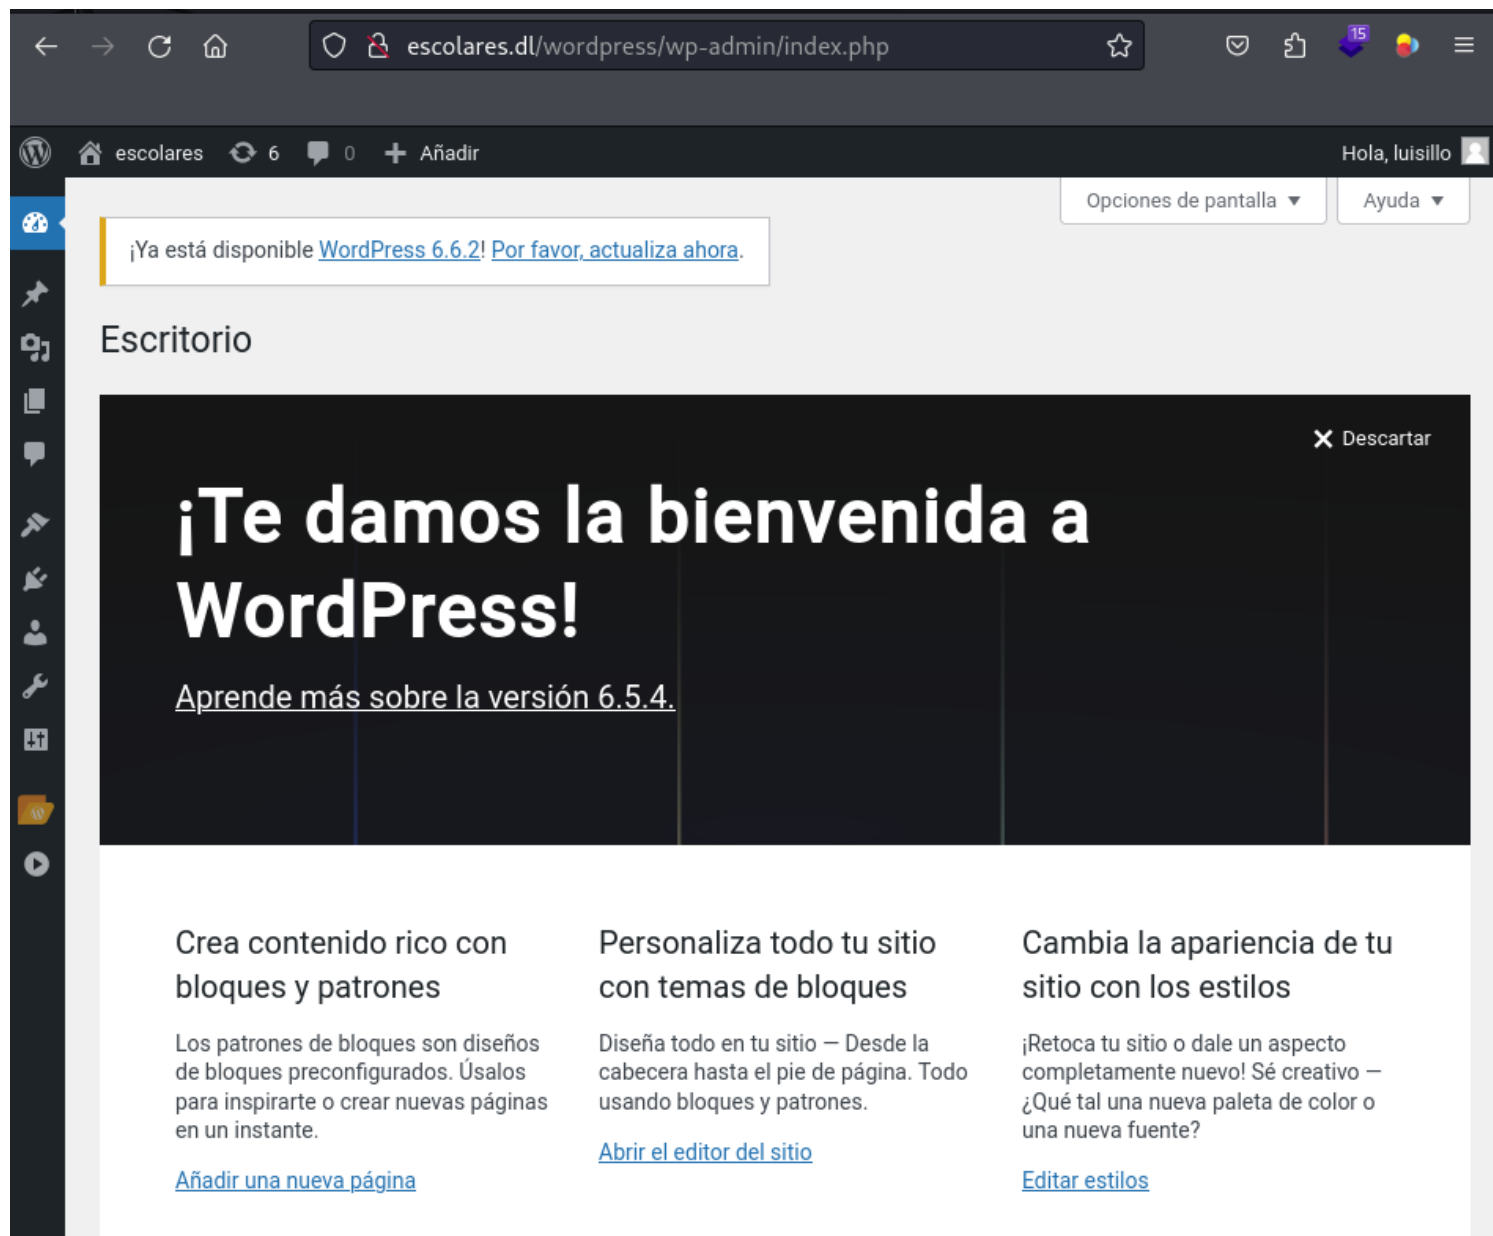 escolares.dl/wordpress/wp-admin/index.php
15
escolares 6 0 Añadir
Hola, luisillo
Opciones de pantalla
Ayuda
¡Ya está disponible WordPress 6.6.2! Por favor, actualiza ahora.
Escritorio
Descartar
¡Te damos la bienvenida a
WordPress!
Aprende más sobre la versión 6.5.4.
Crea contenido rico con
bloques y patrones
Los patrones de bloques son diseños
de bloques preconfigurados. Úsalos
para inspirarte o crear nuevas páginas
en un instante.
Añadir una nueva página
Personaliza todo tu sitio
con temas de bloques
Diseña todo en tu sitio — Desde la
cabecera hasta el pie de página. Todo
usando bloques y patrones.
Abrir el editor del sitio
Cambia la apariencia de tu
sitio con los estilos
¡Retoca tu sitio o dale un aspecto
completamente nuevo! Sé creativo —
¿Qué tal una nueva paleta de color o
una nueva fuente?
Editar estilos